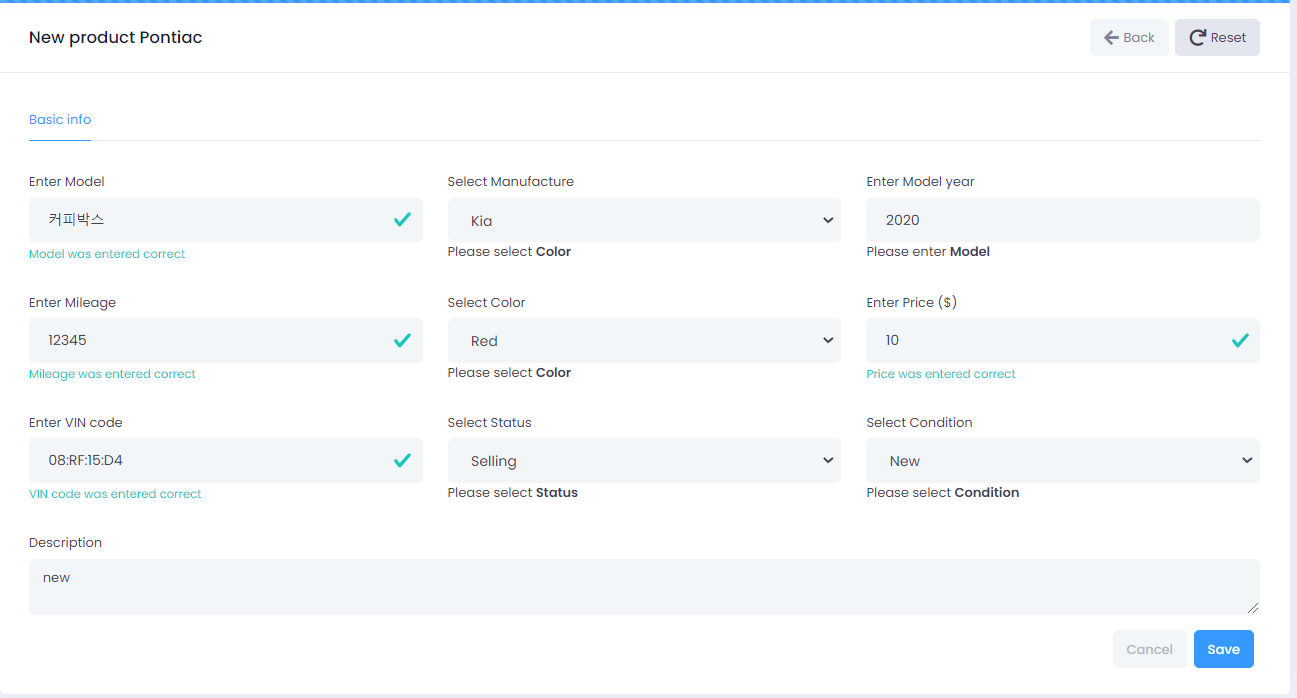 New product Pontiac
Back
Reset
Basic info
Enter Model
Select Manufacture
Enter Model year
커피박스
Kia
2020
Model was entered correct
Please select Color
Please enter Model
Enter Mileage
Select Color
Enter Price ($)
12345
Red
10
Mileage was entered correct
Please select Color
Price was entered correct
Enter VIN code
Select Status
Select Condition
08:RF:15:D4
Selling
New
VIN code was entered correct
Please select Status
Please select Condition
Description
new
Cancel
Save